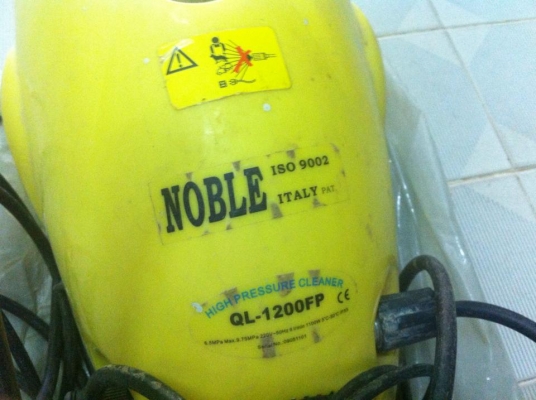 NOBLE ISO 9002
ITALY PAT.
HIGH PRESSURE CLEANER
QL-1200FP CE